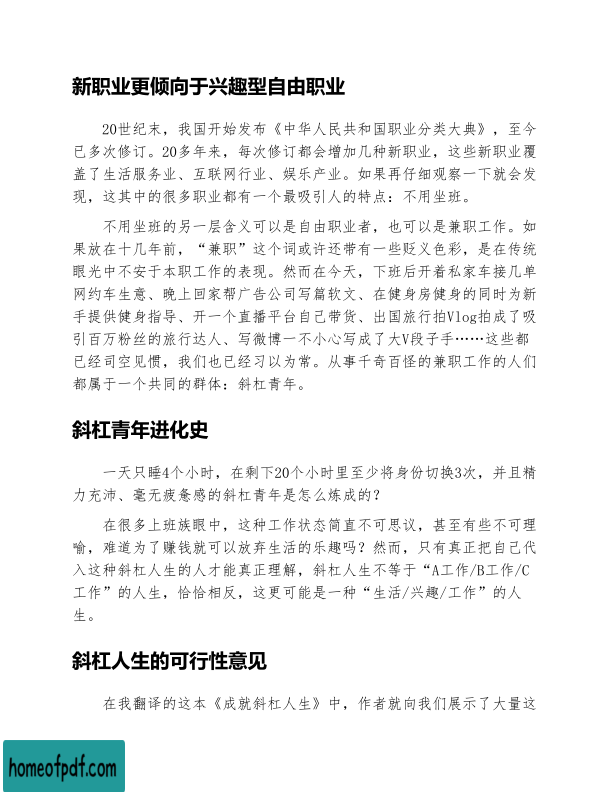 新职业更倾向于兴趣型自由职业
20世纪末，我国开始发布《中华人民共和国职业分类大典》，至今
已多次修订。20多年来，每次修订都会增加几种新职业，这些新职业覆
盖了生活服务业、互联网行业、娱乐产业。如果再仔细观察一下就会发
现，这其中的很多职业都有一个最吸引人的特点：不用坐班。
不用坐班的另一层含义可以是自由职业者，也可以是兼职工作。如
果放在十几年前，“兼职”这个词或许还带有一些贬义色彩，是在传统
眼光中不安于本职工作的表现。然而在今天，下班后开着私家车接几单
网约车生意、晚上回家帮广告公司写篇软文、在健身房健身的同时为新
手提供健身指导、开一个直播平台自己带货、出国旅行拍Vlog拍成了吸
引百万粉丝的旅行达人、写微博一不小心写成了大V段子手……这些都
已经司空见惯，我们也已经习以为常。从事千奇百怪的兼职工作的人们
都属于一个共同的群体：斜杠青年。
斜杠青年进化史
一天只睡4个小时，在剩下20个小时里至少将身份切换3次，并且精
力充沛、毫无疲惫感的斜杠青年是怎么炼成的？
在很多上班族眼中，这种工作状态简直不可思议，甚至有些不可理
喻，难道为了赚钱就可以放弃生活的乐趣吗？然而，只有真正把自己代
入这种斜杠人生的人才能真正理解，斜杠人生不等于“A工作/B工作/C
工作”的人生，恰恰相反，这更可能是一种“生活/兴趣/工作”的人
生。
斜杠人生的可行性意见
在我翻译的这本《成就斜杠人生》中，作者就向我们展示了大量这
homeofpdf.com